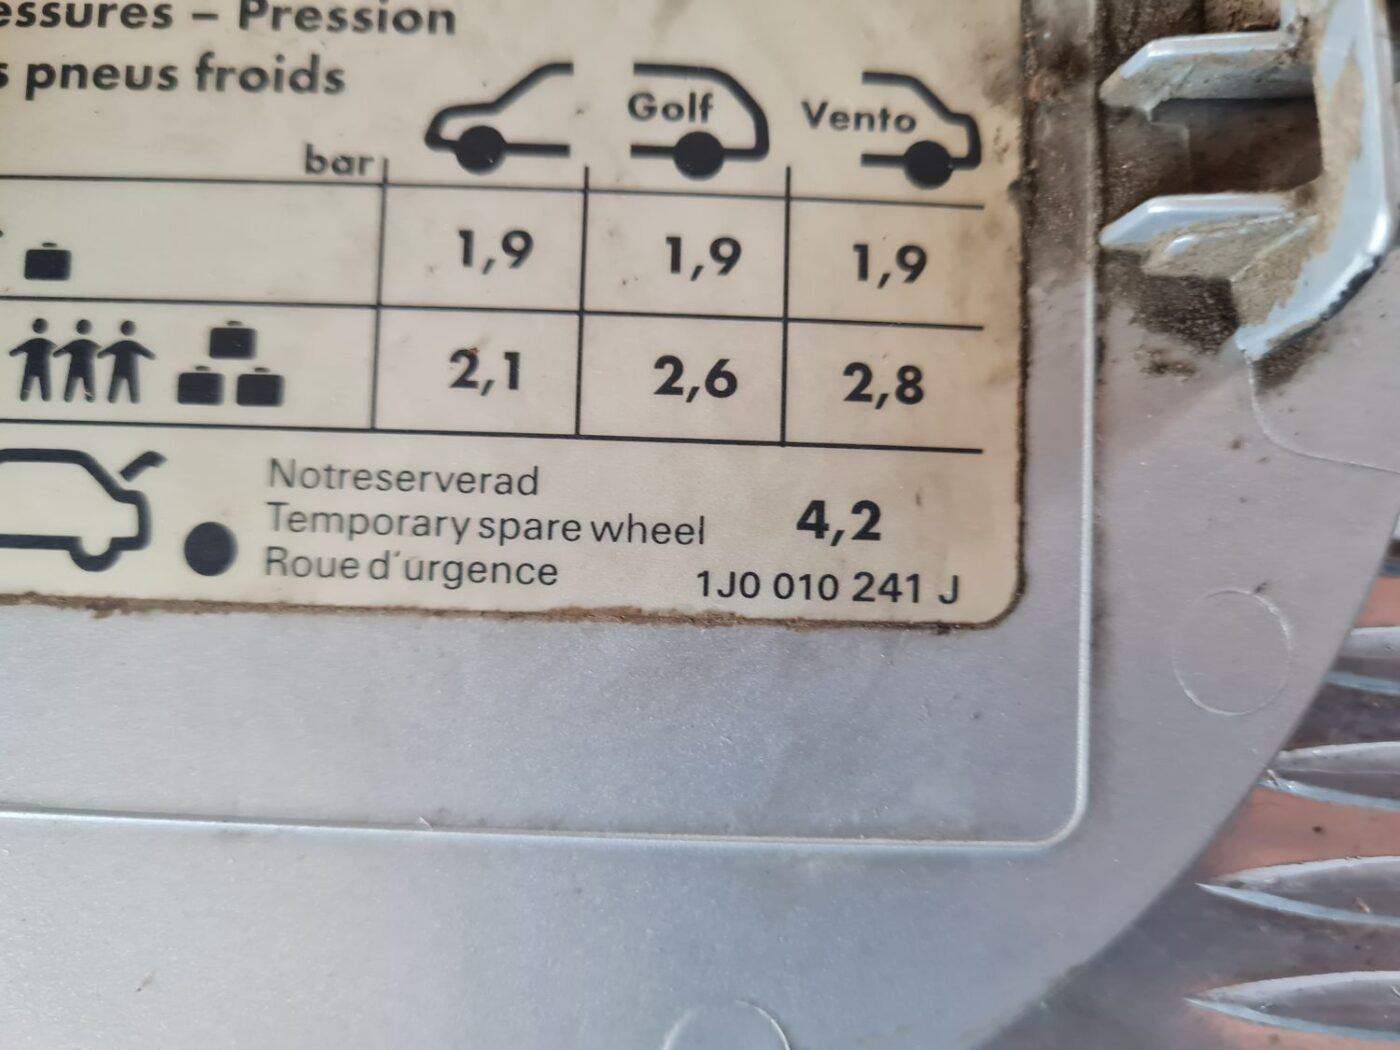 – Pression
pneus froids
Golf
Vento
bar
1,9 1,9 1,9
2,1 2,6 2,8
Notreserverad
Temporary spare wheel 4,2
Roue d'urgence
1J0 010 241 J